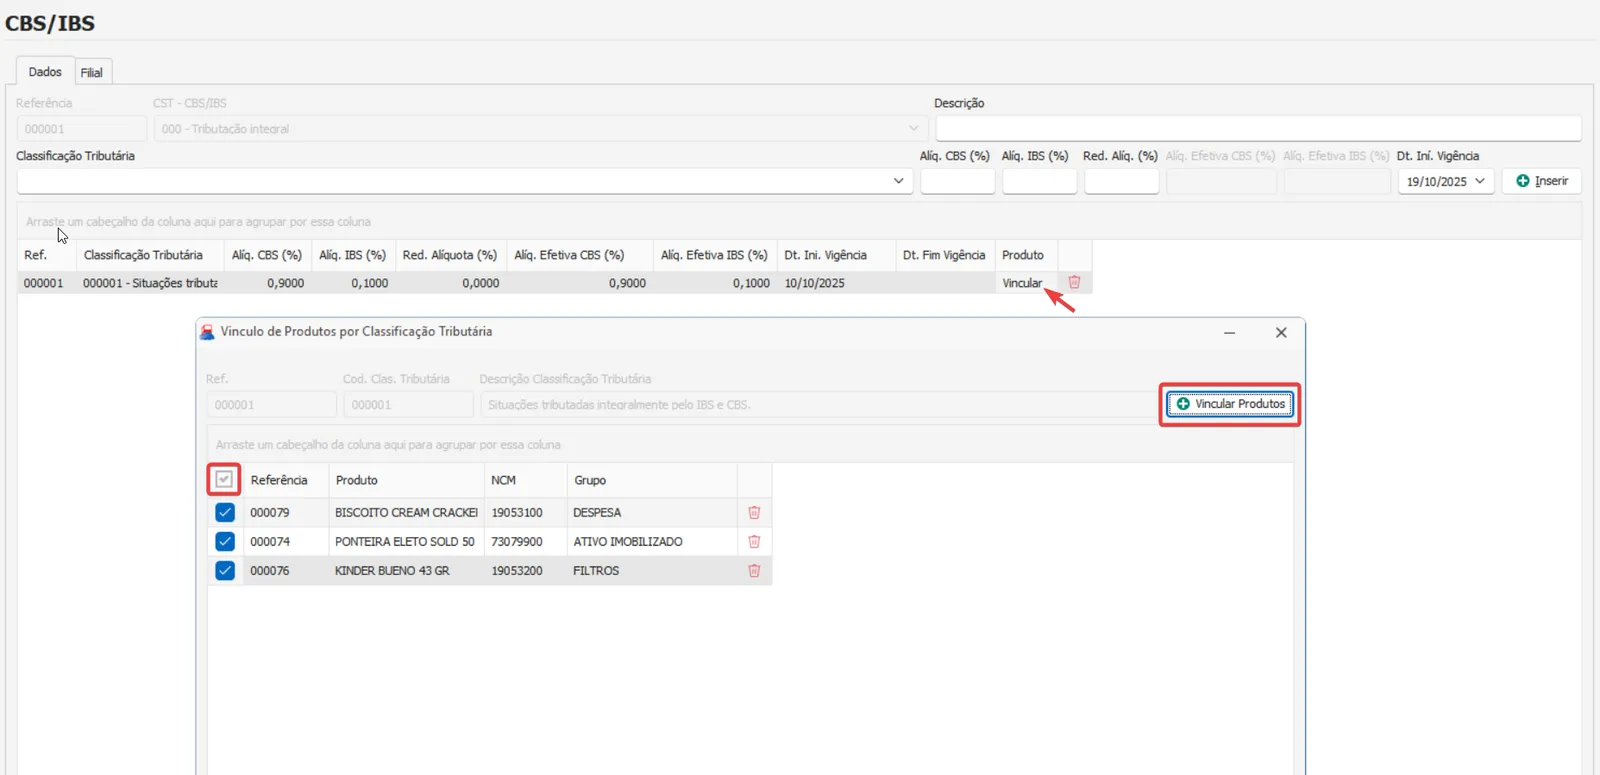 CBS/IBS
Dados Filial
Referência CST - CBS/IBS Descrição
000001 000 - Tributação integral
Classificação Tributária Alíq. CBS (%) Alíq. IBS (%) Red. Alíq. (%) Alíq. Efetiva CBS (%) Alíq. Efetiva IBS (%) Dt. Iní. Vigência
19/10/2025 Inserir
Arraste um cabeçalho da coluna aqui para agrupar por essa coluna
Ref. Classificação Tributária Alíq. CBS (%) Alíq. IBS (%) Red. Alíquota (%) Alíq. Efetiva CBS (%) Alíq. Efetiva IBS (%) Dt. Ini. Vigência Dt. Fim Vigência Produto
000001 000001 - Situações tributa 0,9000 0,1000 0,0000 0,9000 0,1000 10/10/2025 Vincular
Vinculo de Produtos por Classificação Tributária
Ref. Cod. Clas. Tributária Descrição Classificação Tributária
000001 000001 Situações tributadas integralmente pelo IBS e CBS. Vincular Produtos
Arraste um cabeçalho da coluna aqui para agrupar por essa coluna
Referência Produto NCM Grupo
000079 BISCOITO CREAM CRACKEI 19053100 DESPESA
000074 PONTEIRA ELETO SOLD 50 73079900 ATIVO IMOBILIZADO
000076 KINDER BUENO 43 GR 19053200 FILTROS